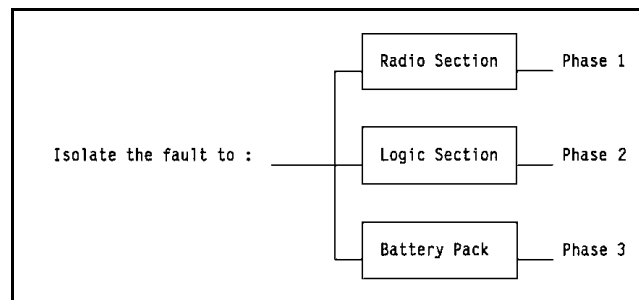 Radio Section Phase 1
Isolate the fault to : Logic Section Phase 2
Battery Pack Phase 3